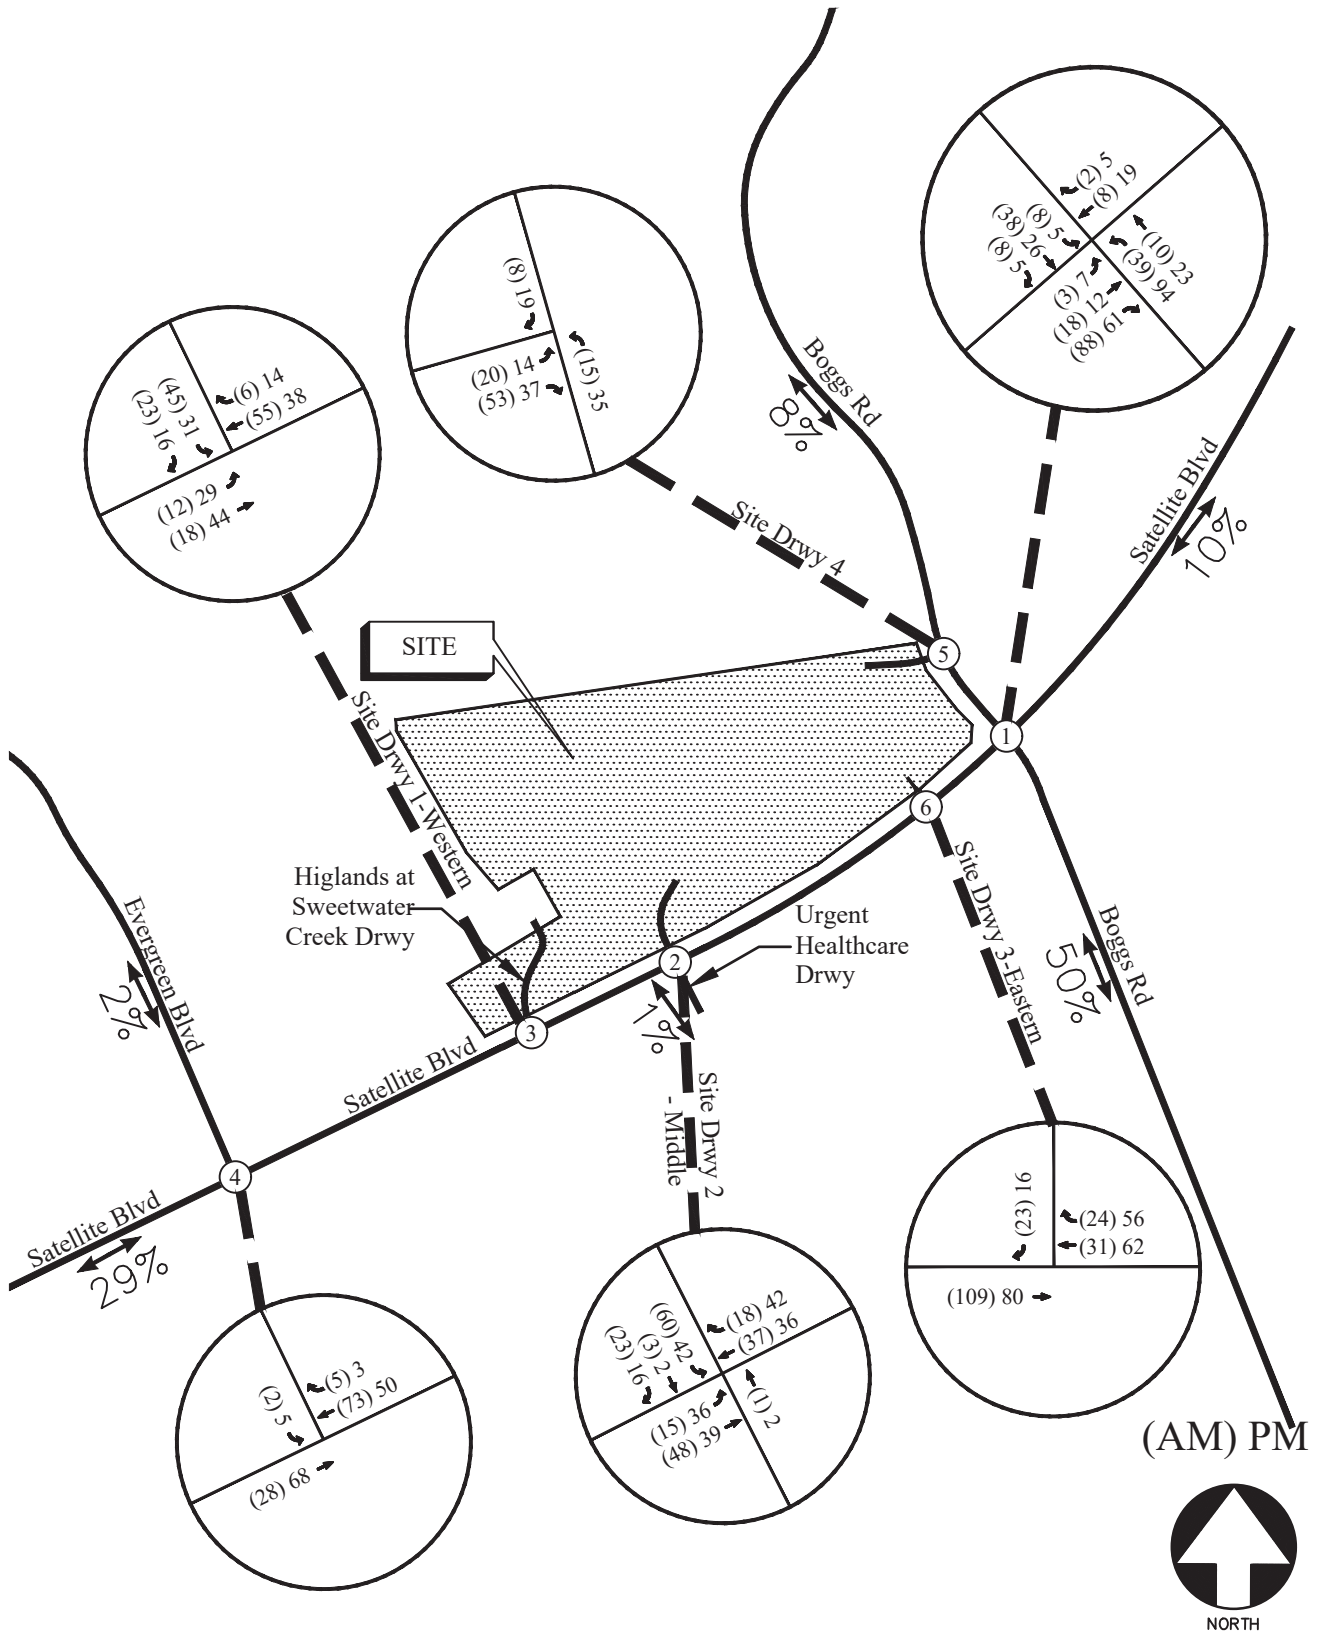 (2) 5
(8) 19
(8) 5
(38) 26
(8) 5
(10) 23
(39) 94
(3) 7
(18) 12
(88) 61
(8) 19
(20) 14
(53) 37
(15) 35
(45) 31
(23) 16
(6) 14
(55) 38
(12) 29
(18) 44
Boggs Rd
8%
Satellite Blvd
10%
Site Drwy 4
SITE
5
1
6
Site Drwy 1-Western
Higlands at
Sweetwater
Creek Drwy
Urgent
Healthcare
Drwy
2
3
1%
Evergreen Blvd
2%
Satellite Blvd
Site Drwy 3-Eastern
Boggs Rd
50%
Site Drwy 2
- Middle
4
Satellite Blvd
29%
(23) 16
(24) 56
(31) 62
(109) 80
(60) 42
(3) 2
(23) 16
(18) 42
(37) 36
(15) 36
(48) 39
(1) 2
(2) 5
(5) 3
(73) 50
(28) 68
(AM) PM
NORTH